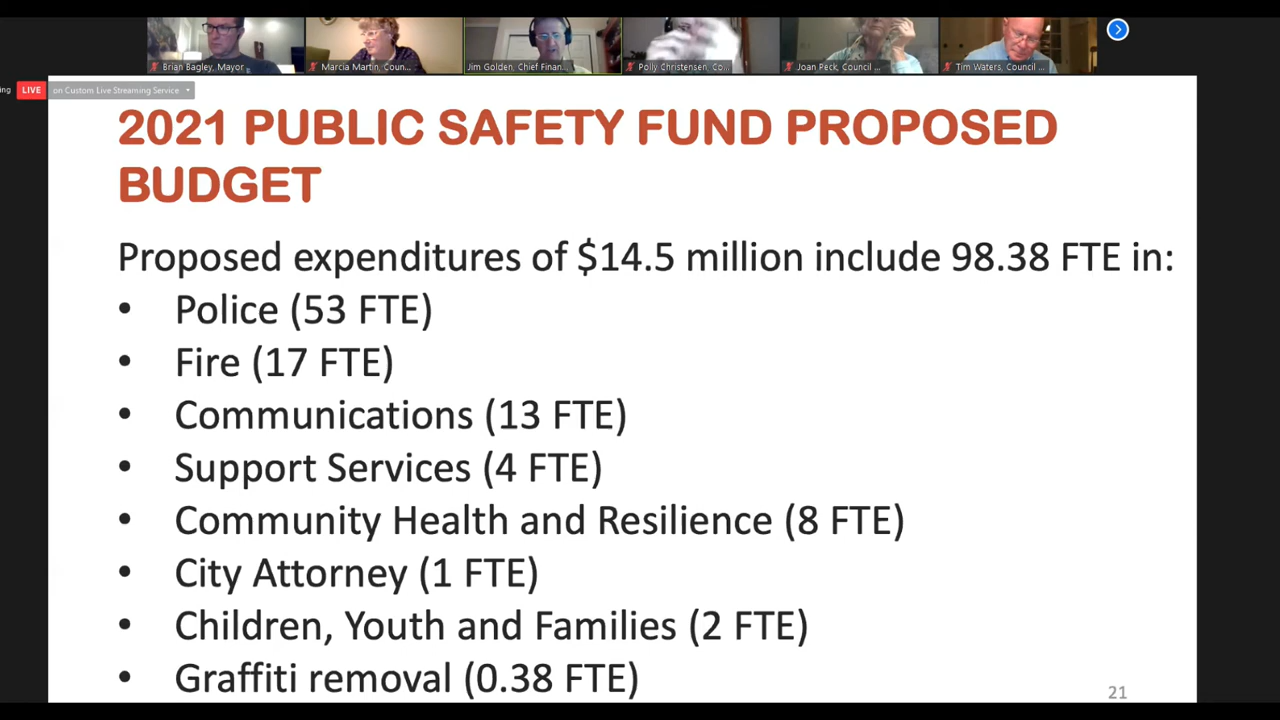 Brian Bagley, Mayor
Marcia Martin, Coun...
Jim Golden, Chief Finan...
Polly Christensen, Co...
Joan Peck, Council ...
Tim Waters, Council ...
ing LIVE on Custom Live Streaming Service
2021 PUBLIC SAFETY FUND PROPOSED
BUDGET
Proposed expenditures of $14.5 million include 98.38 FTE in:
• Police (53 FTE)
• Fire (17 FTE)
• Communications (13 FTE)
• Support Services (4 FTE)
• Community Health and Resilience (8 FTE)
• City Attorney (1 FTE)
• Children, Youth and Families (2 FTE)
• Graffiti removal (0.38 FTE)
21